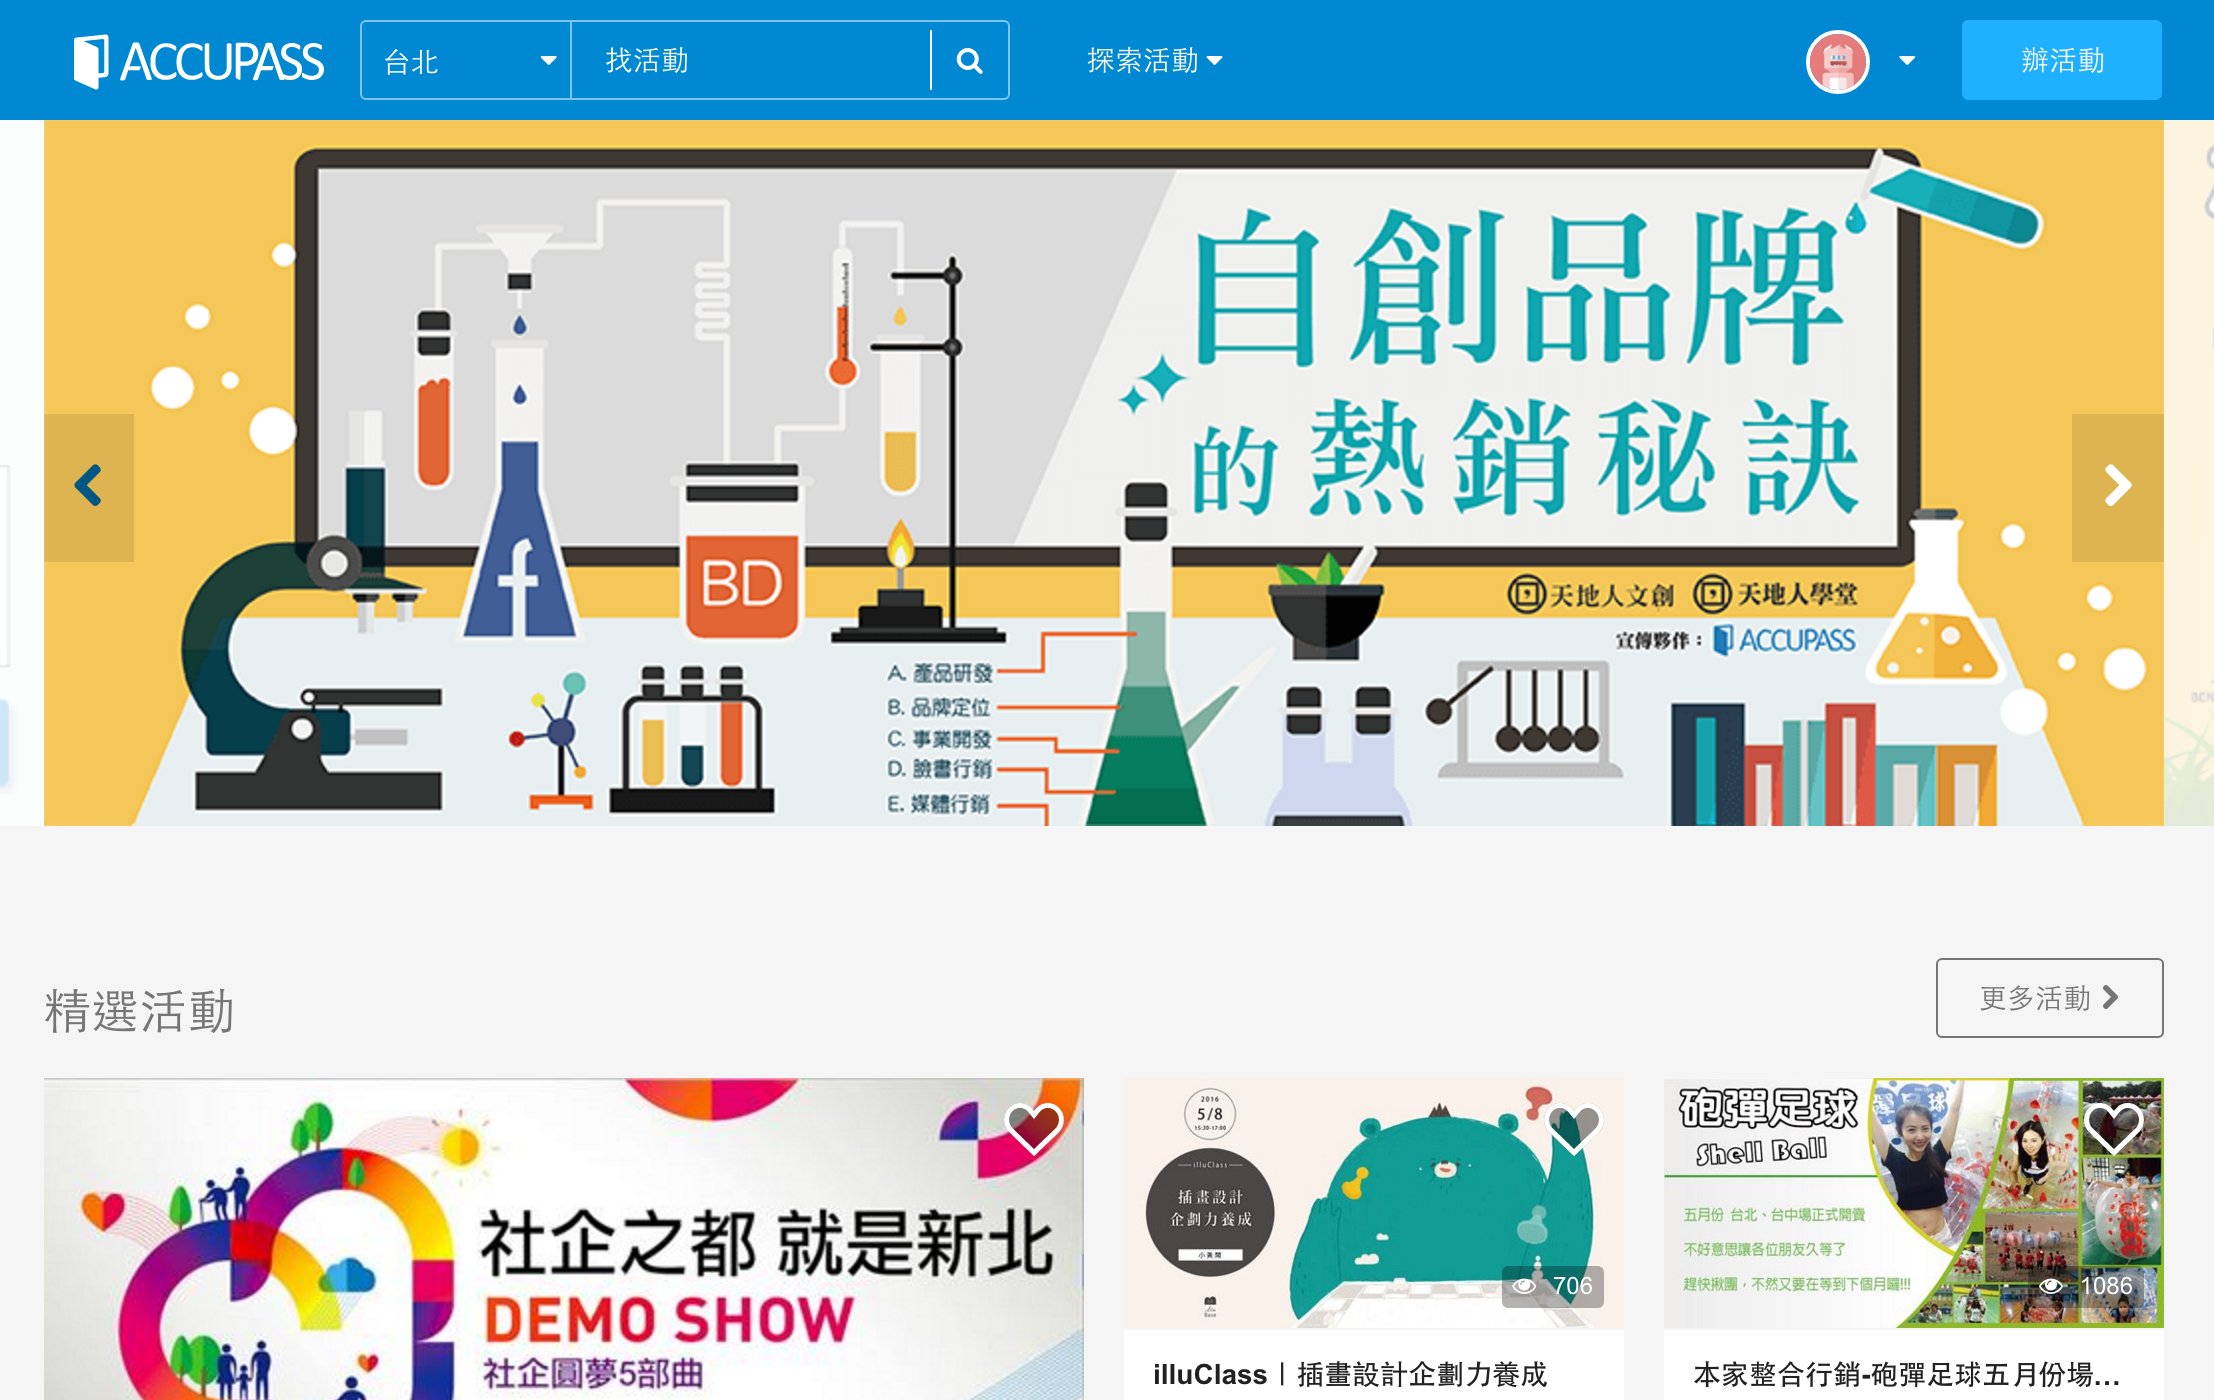 ACCUPASS
台北
找活動
探索活動
辦活動
自創品牌
的熱銷秘訣
f
BD
天地人文創 天地人學堂
宣傳夥伴：ACCUPASS
A. 產品研發
B. 品牌定位
C. 事業開發
D. 臉書行銷
E. 媒體行銷
精選活動
更多活動
社企之都 就是新北
DEMO SHOW
社企圓夢5部曲
2016
5/8
15:30-17:00
illuClass
插畫設計
企劃力養成
706
illuClass｜插畫設計企劃力養成
砲彈足球
Shell Ball
五月份 台北、台中場正式開賣
不好意思讓各位朋友久等了
趕快揪團，不然又要在等到下個月囉!!!
1086
本家整合行銷-砲彈足球五月份場...